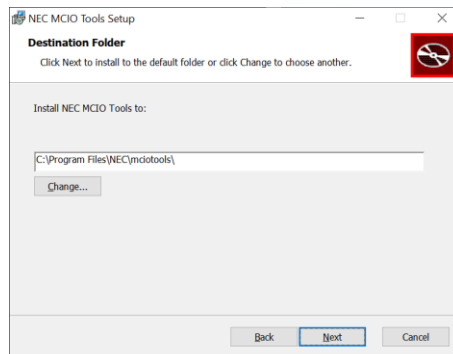 NEC MCIO Tools Setup
Destination Folder
Click Next to install to the default folder or click Change to choose another.
Install NEC MCIO Tools to:
C:\Program Files\NEC\mciotools\
Change...
Back Next Cancel